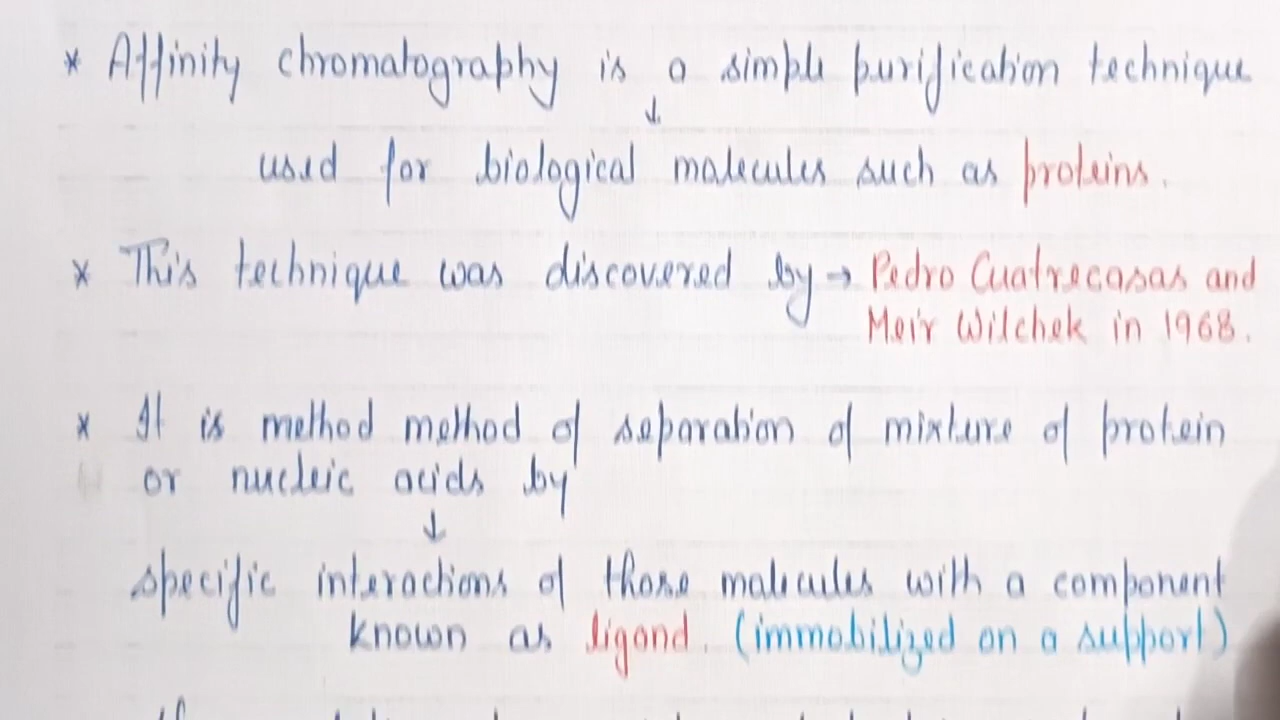 * Affinity chromatography is a simple purification technique
↓
used for biological molecules such as proteins.
* This technique was discovered by → Pedro Cuatrecasas and
Meir Wilchek in 1968.
* It is method method of separation of mixture of protein
or nucleic acids by
↓
specific interactions of those molecules with a component
known as ligand. (immobilized on a support)